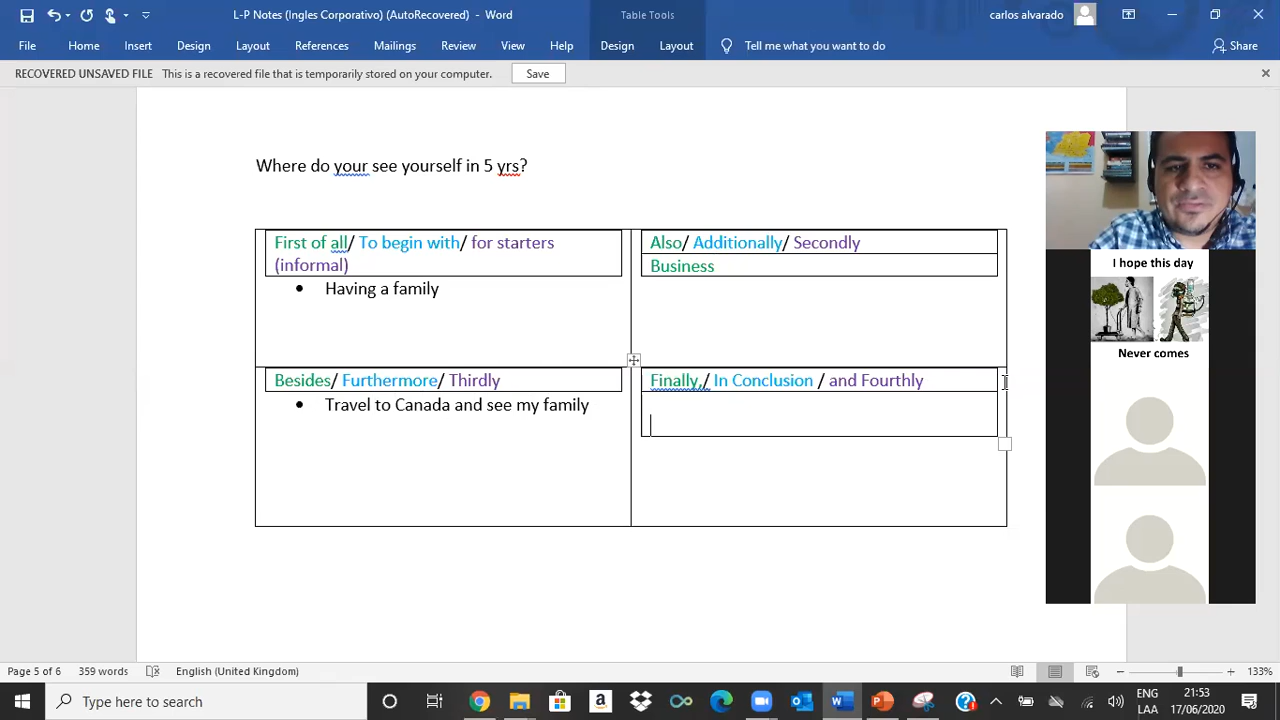 L-P Notes (Ingles Corporativo) (AutoRecovered) - Word
Table Tools
carlos alvarado
File Home Insert Design Layout References Mailings Review View Help Design Layout Tell me what you want to do Share
RECOVERED UNSAVED FILE This is a recovered file that is temporarily stored on your computer. Save
Where do your see yourself in 5 yrs?
First of all/ To begin with/ for starters
(informal)
Having a family
Also/ Additionally/ Secondly
Business
Besides/ Furthermore/ Thirdly
Travel to Canada and see my family
Finally,/ In Conclusion / and Fourthly
I hope this day
Never comes
Page 5 of 6 359 words English (United Kingdom) 133%
Type here to search
ENG
LAA
21:53
17/06/2020